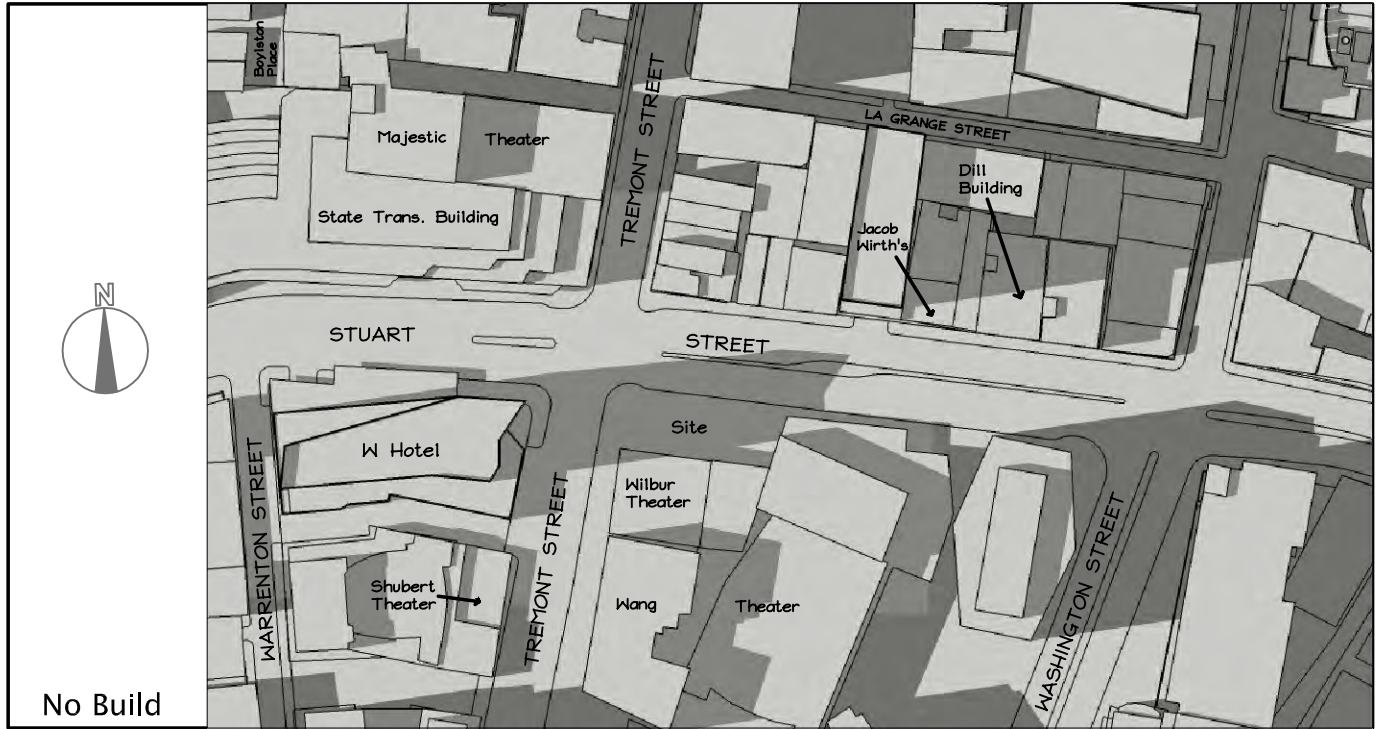 Boylston
Place
Majestic
Theater
State Trans. Building
TREMONT STREET
LA GRANGE STREET
Dill
Building
Jacob
Wirth's
N
STUART
STREET
Site
W Hotel
Wilbur
Theater
WARRENTON STREET
TREMONT STREET
WASHINGTON STREET
Shubert
Theater
Wang
Theater
No Build